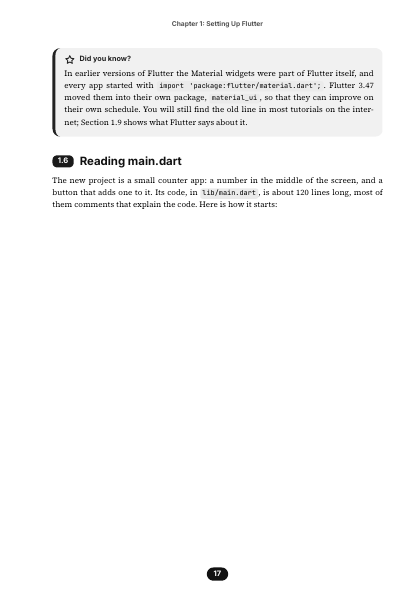 Chapter 1: Setting Up Flutter
Did you know?
In earlier versions of Flutter the Material widgets were part of Flutter itself, and
every app started with import 'package:flutter/material.dart';. Flutter 3.47
moved them into their own package, material_ui, so that they can improve on
their own schedule. You will still find the old line in most tutorials on the inter-
net; Section 1.9 shows what Flutter says about it.
1.6 Reading main.dart
The new project is a small counter app: a number in the middle of the screen, and a
button that adds one to it. Its code, in lib/main.dart, is about 120 lines long, most of
them comments that explain the code. Here is how it starts:
17